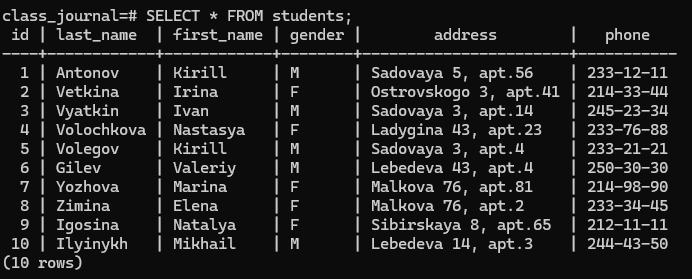 class_journal=# SELECT * FROM students;
 id | last_name  | first_name | gender |       address        |   phone
----+------------+------------+--------+----------------------+-----------
  1 | Antonov    | Kirill     | M      | Sadovaya 5, apt.56   | 233-12-11
  2 | Vetkina    | Irina      | F      | Ostrovskogo 3, apt.41 | 214-33-44
  3 | Vyatkin    | Ivan       | M      | Sadovaya 3, apt.14   | 245-23-34
  4 | Volochkova | Nastasya   | F      | Ladygina 43, apt.23  | 233-76-88
  5 | Volegov    | Kirill     | M      | Sadovaya 3, apt.4    | 233-21-21
  6 | Gilev      | Valeriy    | M      | Lebedeva 43, apt.4   | 250-30-30
  7 | Yozhova    | Marina     | F      | Malkova 76, apt.81   | 214-98-90
  8 | Zimina     | Elena      | F      | Malkova 76, apt.2    | 233-34-45
  9 | Igosina    | Natalya    | F      | Sibirskaya 8, apt.65 | 212-11-11
 10 | Ilyinykh   | Mikhail    | M      | Lebedeva 14, apt.3   | 244-43-50
(10 rows)